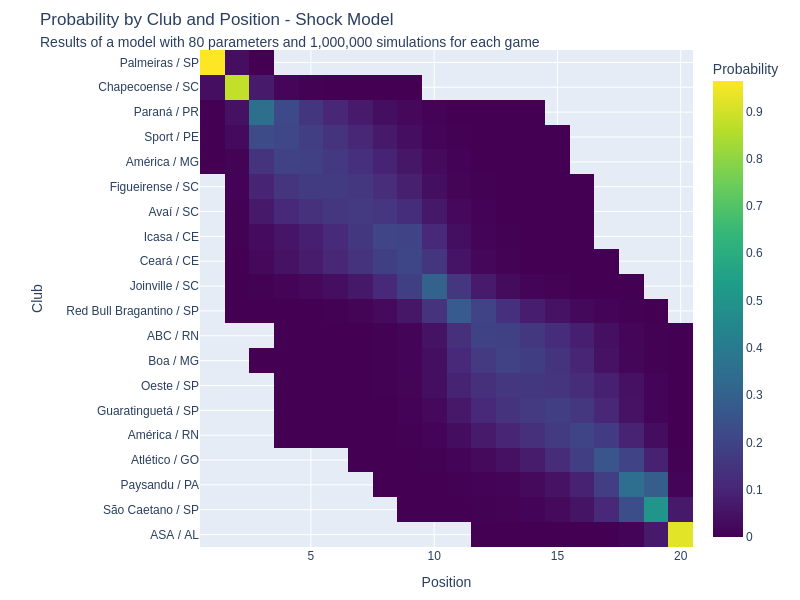 Probability by Club and Position - Shock Model
Results of a model with 80 parameters and 1,000,000 simulations for each game
Probability
Palmeiras / SP
Chapecoense / SC
Paraná / PR
Sport / PE
América / MG
Figueirense / SC
Avaí / SC
Icasa / CE
Ceará / CE
Joinville / SC
Red Bull Bragantino / SP
ABC / RN
Boa / MG
Oeste / SP
Guaratinguetá / SP
América / RN
Atlético / GO
Paysandu / PA
São Caetano / SP
ASA / AL
Club
5
10
15
20
Position
0.9
0.8
0.7
0.6
0.5
0.4
0.3
0.2
0.1
0